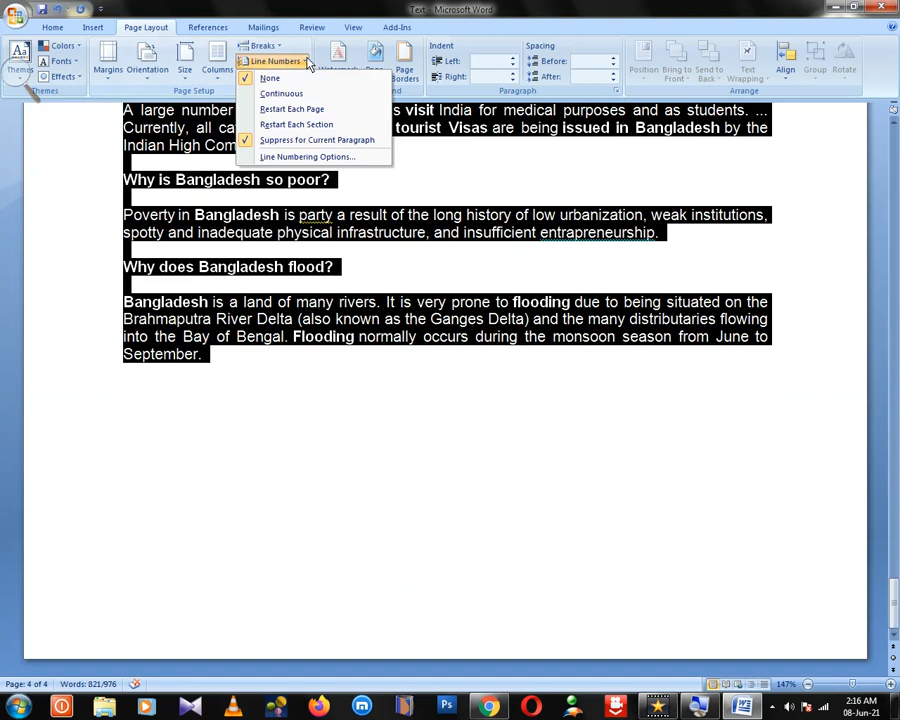 Text - Microsoft Word
Home Insert Page Layout References Mailings Review View Add-Ins
Themes Colors Fonts Effects Margins Orientation Size Columns Breaks Line Numbers Watermark Page Borders Indent Left: Right: Spacing Before: After: Position Bring to Front Send to Back Text Wrapping Align Group Rotate
Themes Page Setup Paragraph Arrange
None
Continuous
Restart Each Page
Restart Each Section
Suppress for Current Paragraph
Line Numbering Options...
A large number visit India for medical purposes and as students. ...
Currently, all tourist Visas are being issued in Bangladesh by the
Indian High
Why is Bangladesh so poor?
Poverty in Bangladesh is party a result of the long history of low urbanization, weak institutions,
spotty and inadequate physical infrastructure, and insufficient entrapreneurship.
Why does Bangladesh flood?
Bangladesh is a land of many rivers. It is very prone to flooding due to being situated on the
Brahmaputra River Delta (also known as the Ganges Delta) and the many distributaries flowing
into the Bay of Bengal. Flooding normally occurs during the monsoon season from June to
September.
Page: 4 of 4 Words: 821/976 147%
Ps
2:16 AM
08-Jun-21